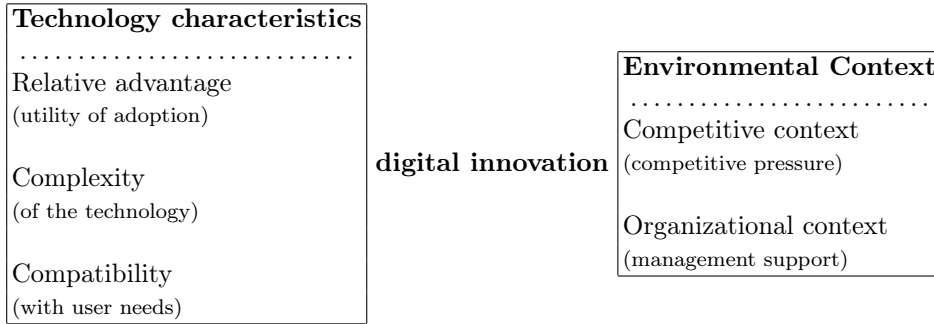 Technology characteristics
. . . . . . . . . . . . . . . . . . . . . . . . . . . . .
Relative advantage
(utility of adoption)
Complexity
(of the technology)
Compatibility
(with user needs)
digital innovation
Environmental Context
. . . . . . . . . . . . . . . . . . . . . . . . . .
Competitive context
(competitive pressure)
Organizational context
(management support)